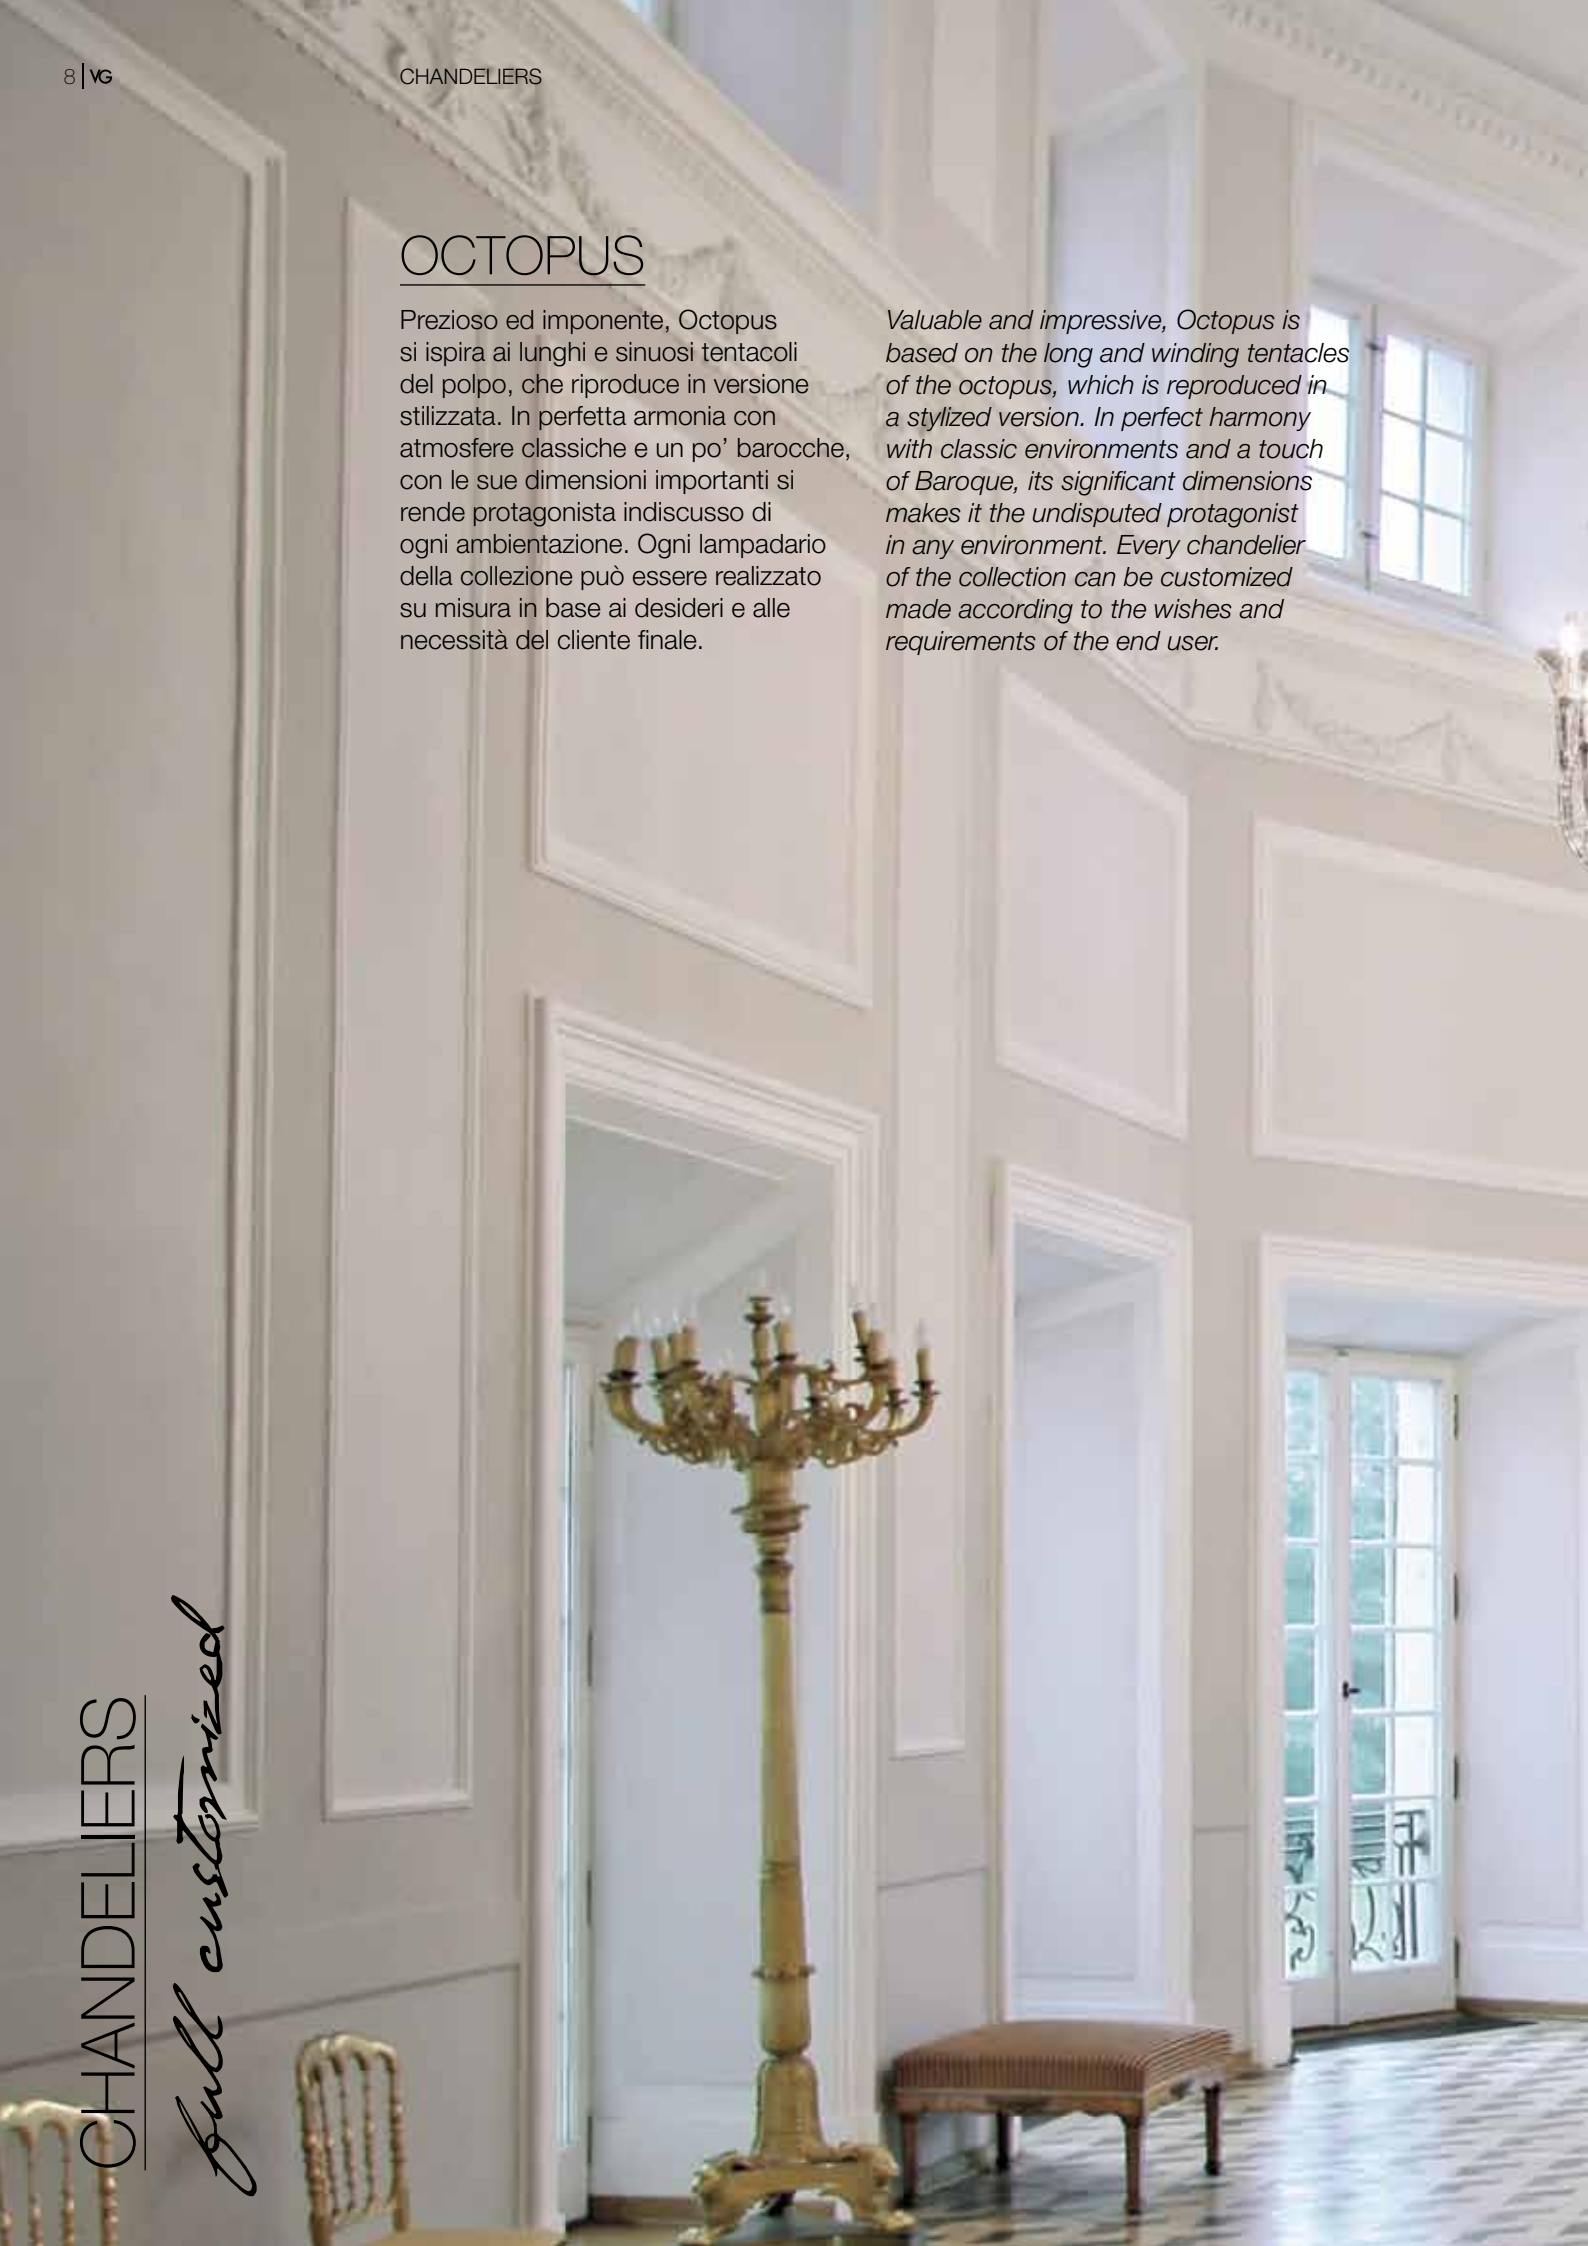 8 | VG
CHANDELIERS
OCTOPUS
Prezioso ed imponente, Octopus
si ispira ai lunghi e sinuosi tentacoli
del polpo, che riproduce in versione
stilizzata. In perfetta armonia con
atmosfere classiche e un po’ barocche,
con le sue dimensioni importanti si
rende protagonista indiscusso di
ogni ambientazione. Ogni lampadario
della collezione può essere realizzato
su misura in base ai desideri e alle
necessità del cliente finale.
Valuable and impressive, Octopus is
based on the long and winding tentacles
of the octopus, which is reproduced in
a stylized version. In perfect harmony
with classic environments and a touch
of Baroque, its significant dimensions
makes it the undisputed protagonist
in any environment. Every chandelier
of the collection can be customized
made according to the wishes and
requirements of the end user.
CHANDELIERS
full customized